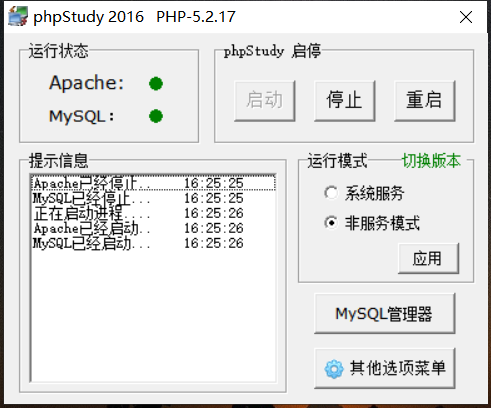 phpStudy 2016   PHP-5.2.17
运行状态
Apache:
MySQL:
phpStudy 启停
启动
停止
重启
提示信息
Apache已经停止..    16:25:25
MySQL已经停止...    16:25:25
正在启动进程....    16:25:26
Apache已经启动..    16:25:26
MySQL已经启动...    16:25:26
运行模式
切换版本
系统服务
非服务模式
应用
MySQL管理器
其他选项菜单